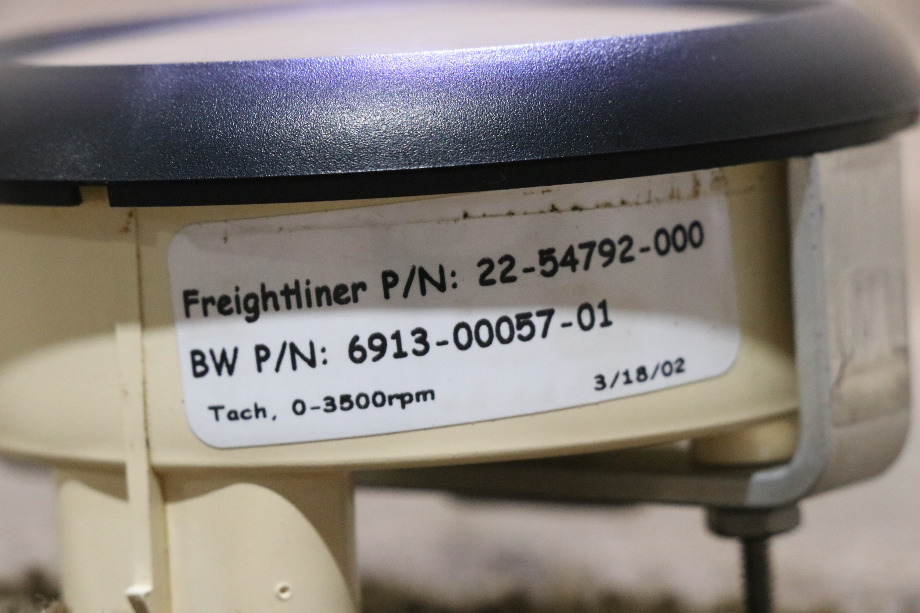 Freightliner P/N: 22-54792-000
BW P/N: 6913-00057-01
Tach, 0-3500rpm 3/18/02